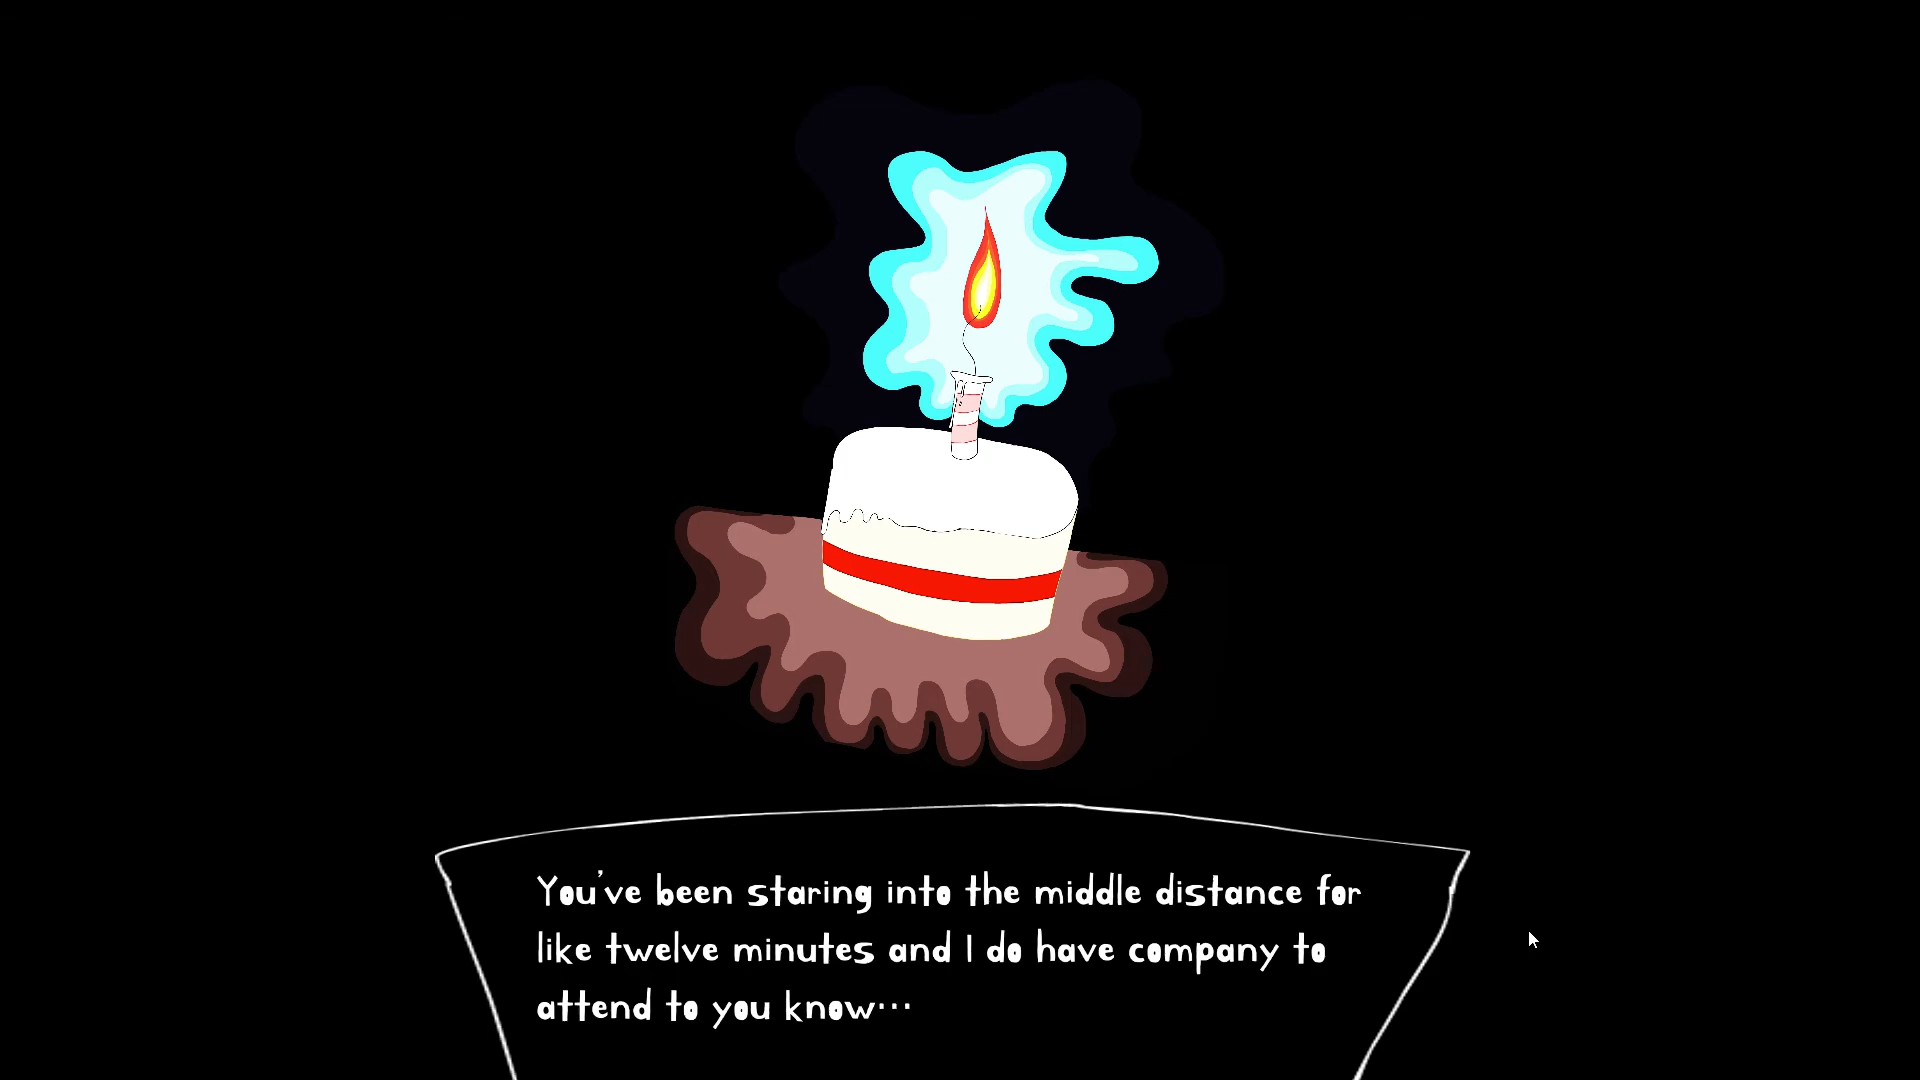 You've been staring into the middle distance for
like twelve minutes and I do have company to
attend to you know...